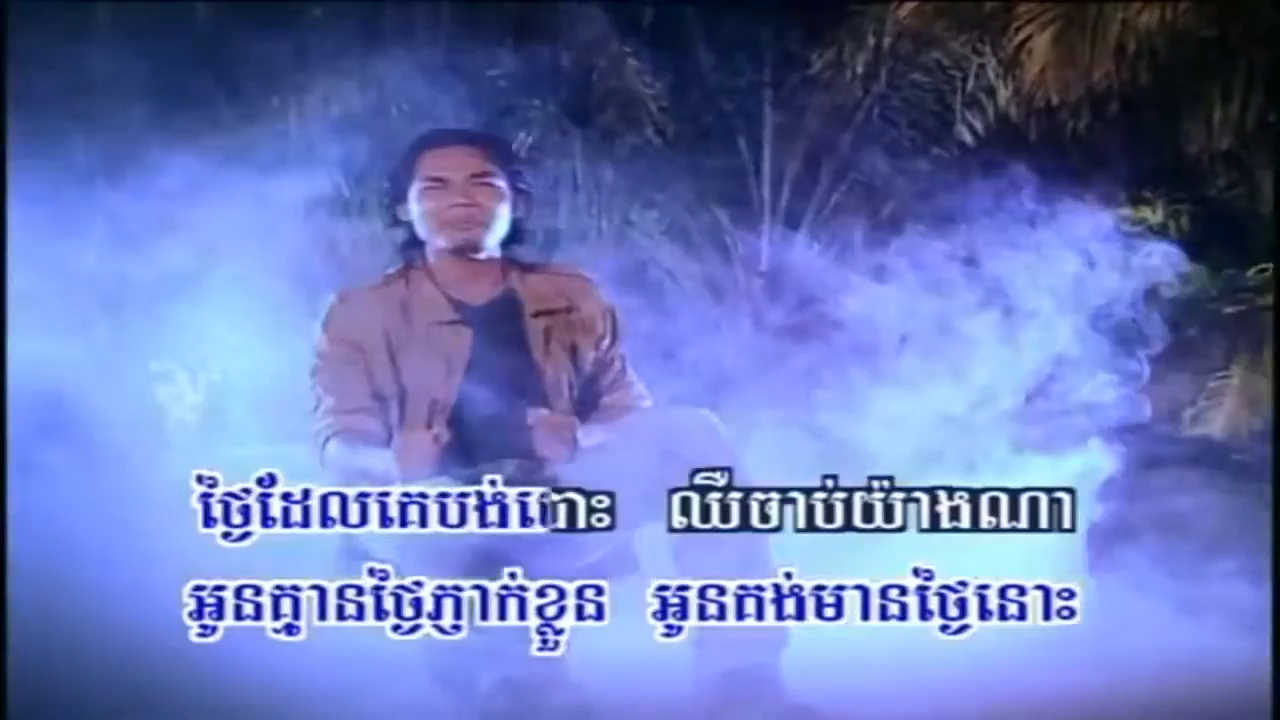 ថ្ងៃដែលគេបង់បោះ ឈឺចាប់យ៉ាងណា
អូនគ្មានថ្ងៃភ្ញាក់ខ្លួន អូនគង់មានថ្ងៃនោះ